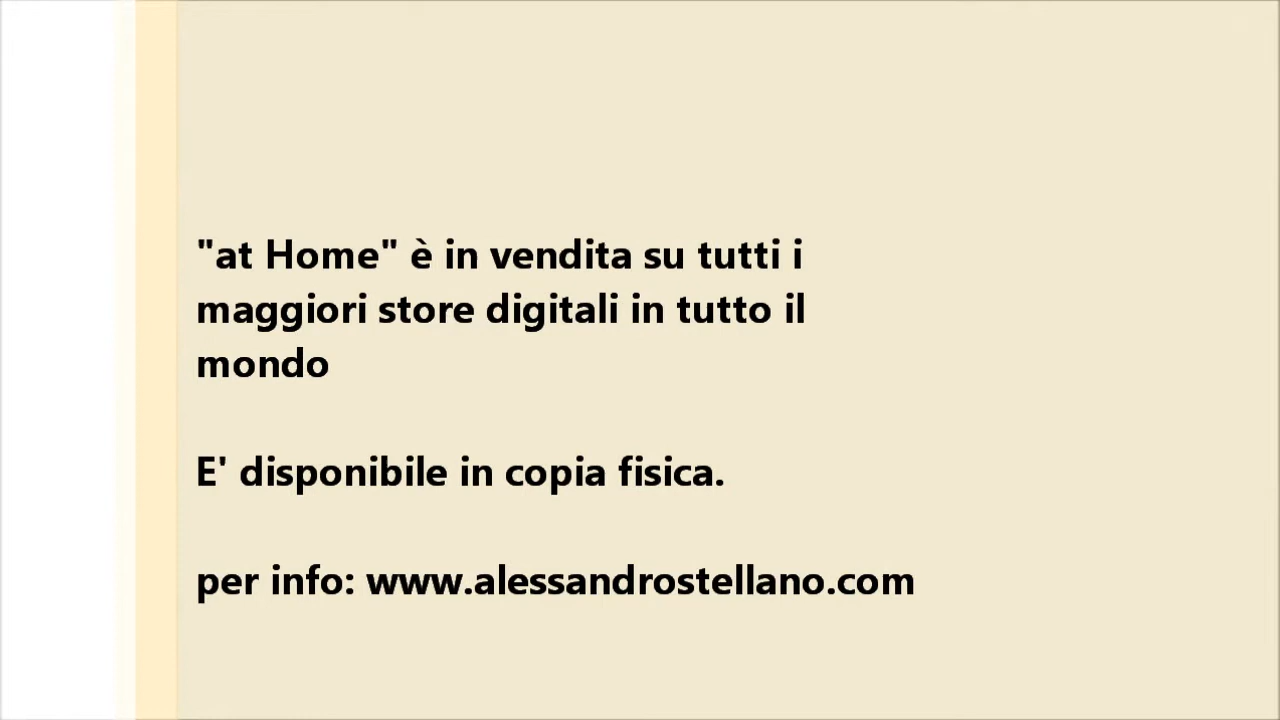 "at Home" è in vendita su tutti i
maggiori store digitali in tutto il
mondo
E' disponibile in copia fisica.
per info: www.alessandrostellano.com